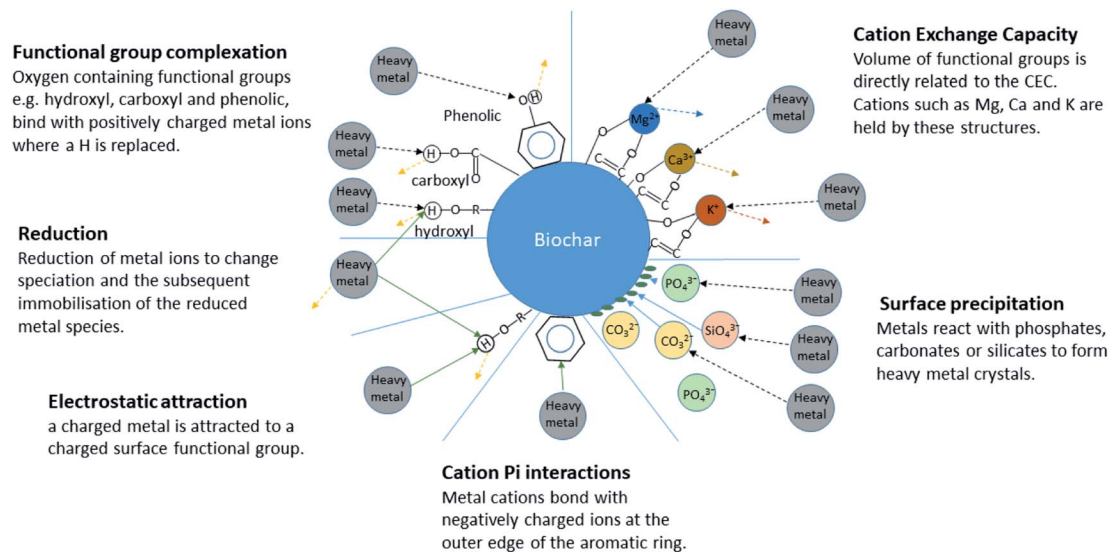 Functional group complexation
Oxygen containing functional groups
e.g. hydroxyl, carboxyl and phenolic,
bind with positively charged metal ions
where a H is replaced.
Reduction
Reduction of metal ions to change
speciation and the subsequent
immobilisation of the reduced
metal species.
Electrostatic attraction
a charged metal is attracted to a
charged surface functional group.
Cation Pi interactions
Metal cations bond with
negatively charged ions at the
outer edge of the aromatic ring.
Cation Exchange Capacity
Volume of functional groups is
directly related to the CEC.
Cations such as Mg, Ca and K are
held by these structures.
Surface precipitation
Metals react with phosphates,
carbonates or silicates to form
heavy metal crystals.
Heavy
metal
OH
Phenolic
Heavy
metal
H - O - C
O
carboxyl
Heavy
metal
H - O - R
hydroxyl
Heavy
metal
H - O - R
Heavy
metal
Heavy
metal
Biochar
Heavy
metal
Mg²⁺
O
O
C = C
Heavy
metal
Ca³⁺
O
O
C = C
Heavy
metal
K⁺
O
O
C = C
PO₄³⁻
Heavy
metal
CO₃²⁻
CO₃²⁻
SiO₄³⁻
Heavy
metal
PO₄³⁻
Heavy
metal